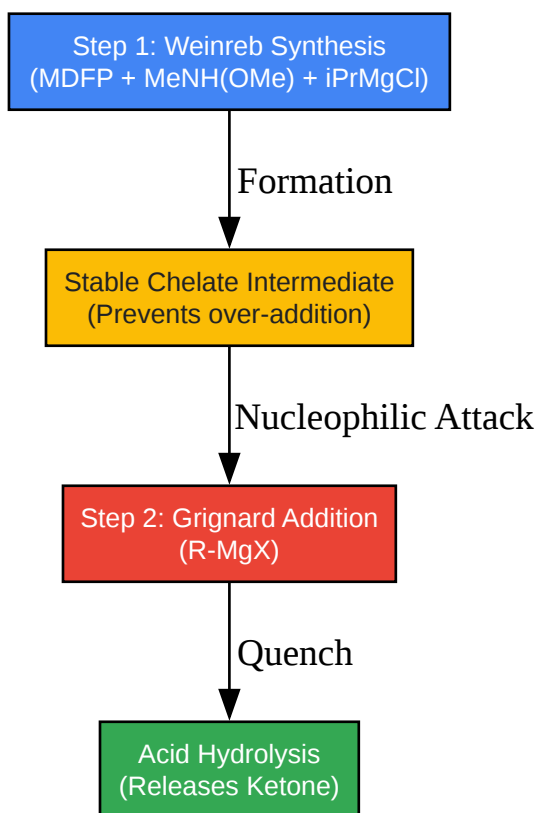 Step 1: Weinreb Synthesis
(MDFP + MeNH(OMe) + iPrMgCl)
Formation
Stable Chelate Intermediate
(Prevents over-addition)
Nucleophilic Attack
Step 2: Grignard Addition
(R-MgX)
Quench
Acid Hydrolysis
(Releases Ketone)